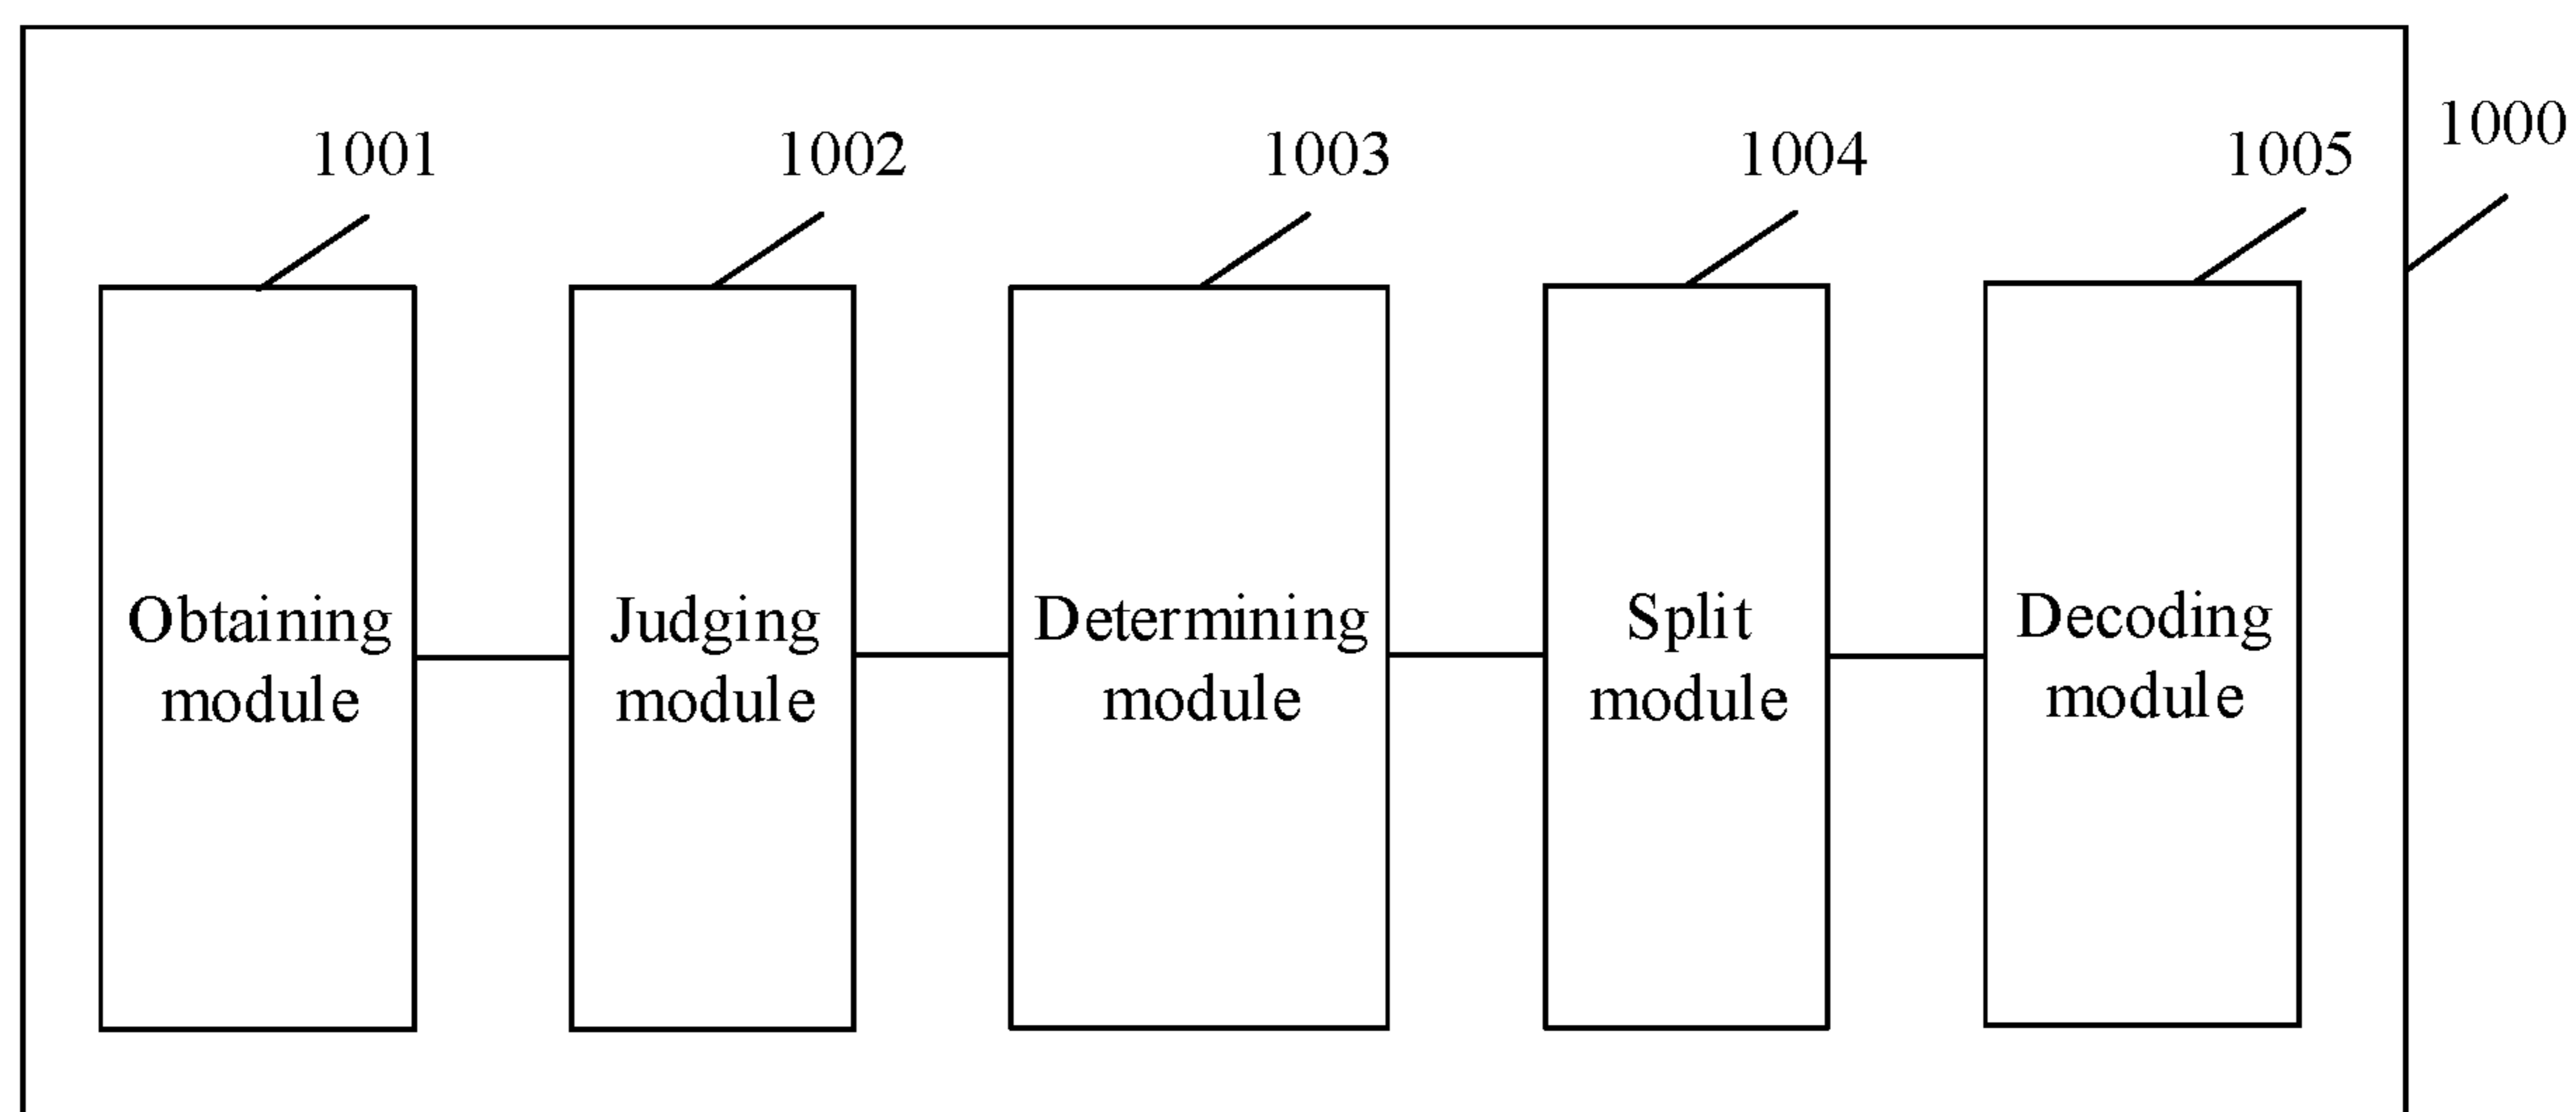 1000
1001
1002
1003
1004
1005
Obtaining
module
Judging
module
Determining
module
Split
module
Decoding
module